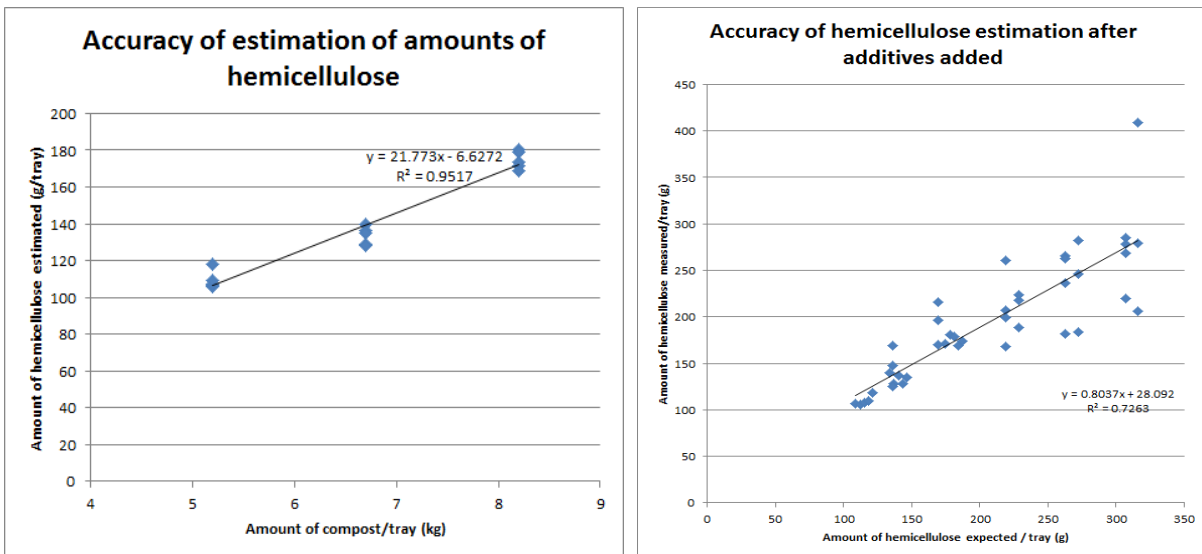 Accuracy of estimation of amounts of
hemicellulose
Amount of hemicellulose estimated (g/tray)
200
180
160
140
120
100
80
60
40
20
0
y = 21.773x - 6.6272
R² = 0.9517
4 5 6 7 8 9
Amount of compost/tray (kg)
Accuracy of hemicellulose estimation after
additives added
Amount of hemicellulose measured/tray (g)
450
400
350
300
250
200
150
100
50
0
y = 0.8037x + 28.092
R² = 0.7263
0 50 100 150 200 250 300 350
Amount of hemicellulose expected / tray (g)